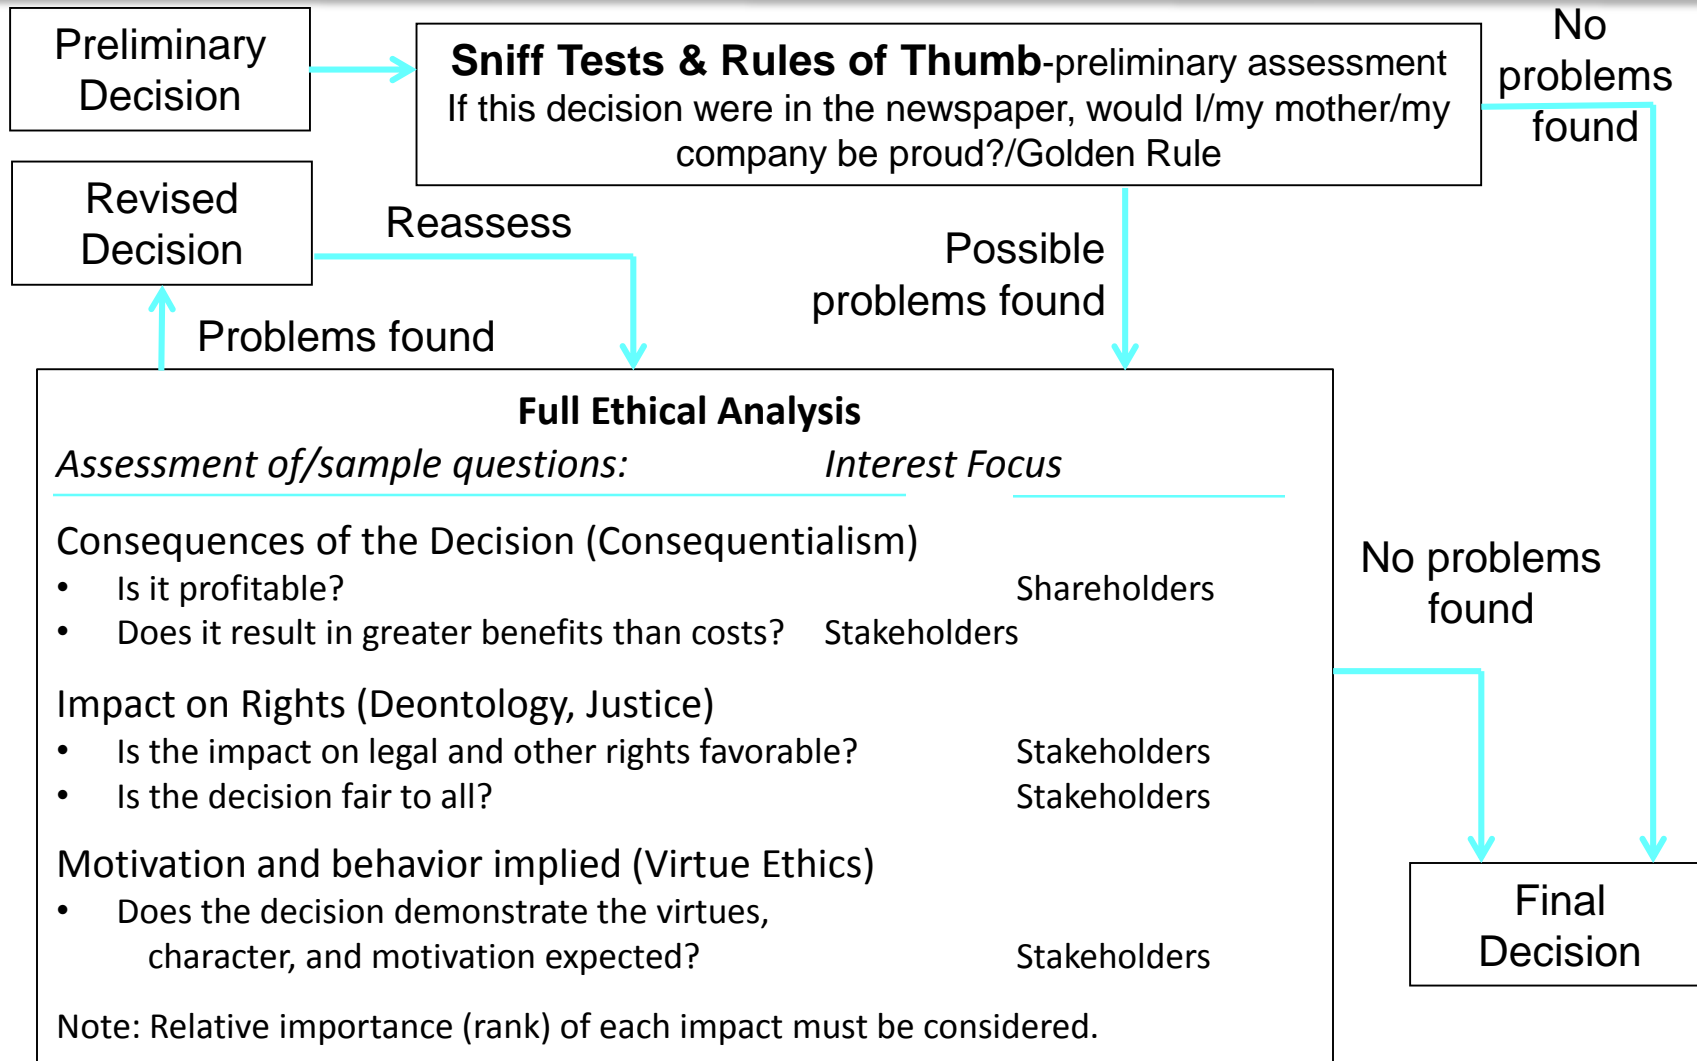 Preliminary
Decision
Sniff Tests & Rules of Thumb-preliminary assessment
If this decision were in the newspaper, would I/my mother/my
company be proud?/Golden Rule
No
problems
found
Revised
Decision
Reassess
Possible
problems found
Problems found
Full Ethical Analysis
Assessment of/sample questions: Interest Focus
Consequences of the Decision (Consequentialism)
• Is it profitable? Shareholders
• Does it result in greater benefits than costs? Stakeholders
Impact on Rights (Deontology, Justice)
• Is the impact on legal and other rights favorable? Stakeholders
• Is the decision fair to all? Stakeholders
Motivation and behavior implied (Virtue Ethics)
• Does the decision demonstrate the virtues,
character, and motivation expected? Stakeholders
Note: Relative importance (rank) of each impact must be considered.
No problems
found
Final
Decision